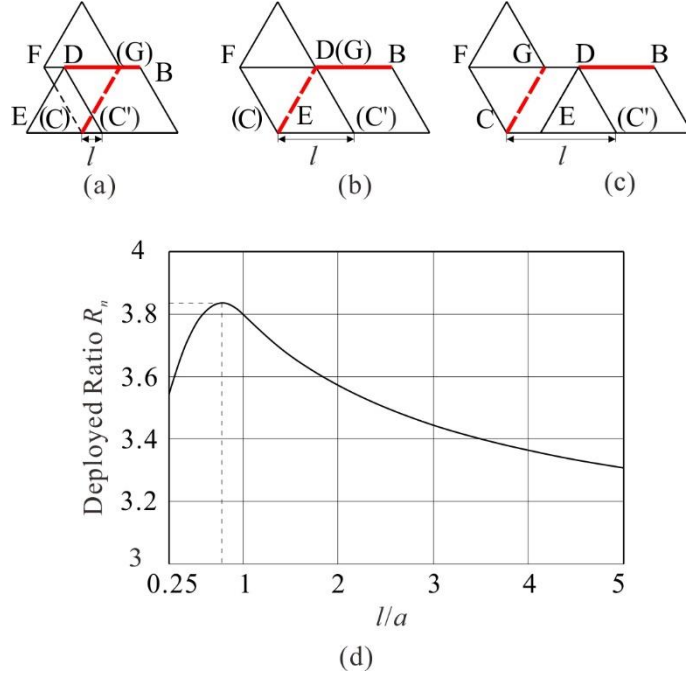 F D (G) B
E (C) (C')
l
(a)
F D(G) B
(C) E (C')
l
(b)
F G D B
C E (C')
l
(c)
Deployed Ratio Rn
4
3.8
3.6
3.4
3.2
3
0.25 1 2 3 4 5
l/a
(d)